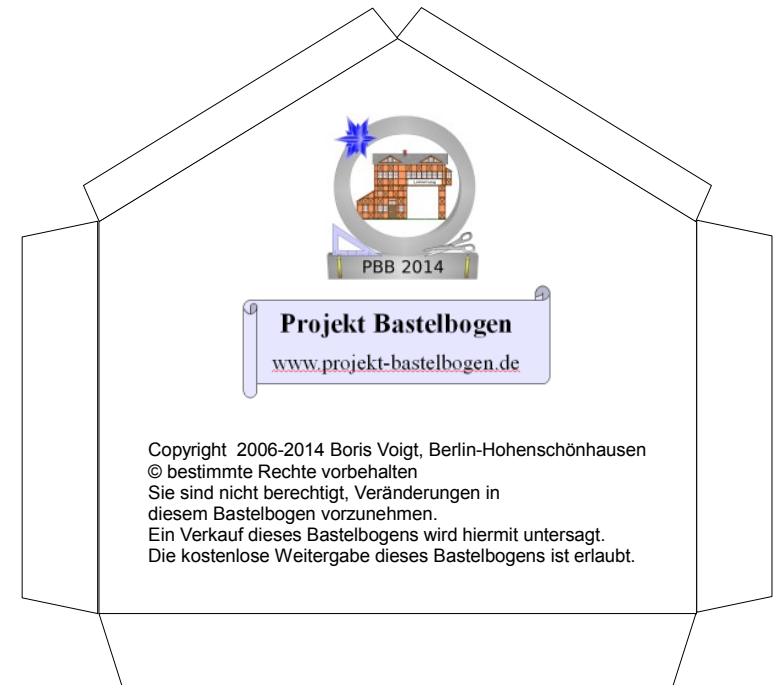 PBB 2014
Projekt Bastelbogen
www.projekt-bastelbogen.de
Copyright  2006-2014 Boris Voigt, Berlin-Hohenschönhausen
© bestimmte Rechte vorbehalten
Sie sind nicht berechtigt, Veränderungen in
diesem Bastelbogen vorzunehmen.
Ein Verkauf dieses Bastelbogens wird hiermit untersagt.
Die kostenlose Weitergabe dieses Bastelbogens ist erlaubt.